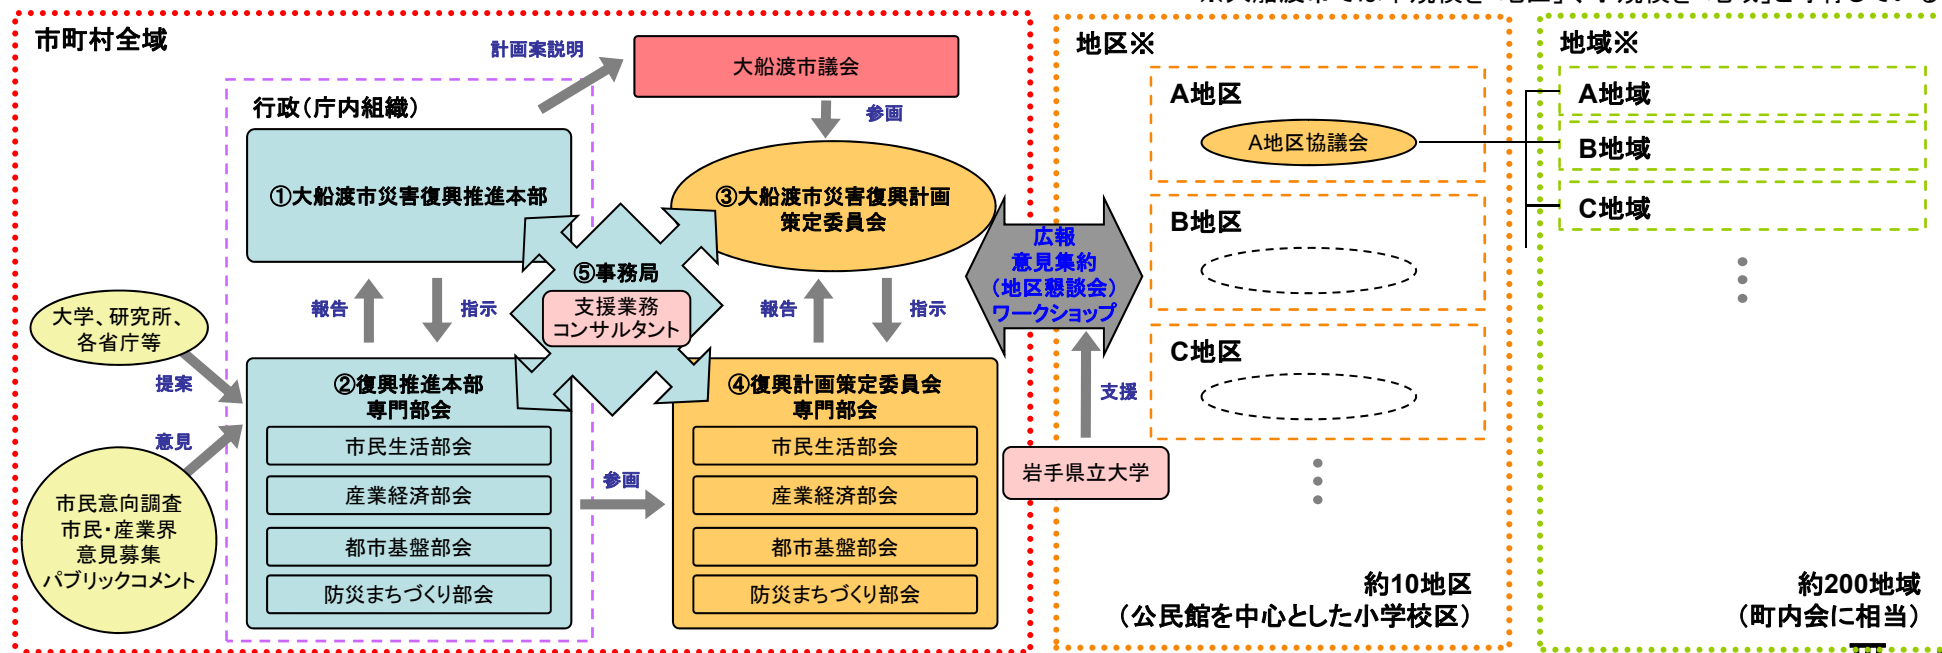 市町村全域
計画案説明
大船渡市議会
参画
行政（庁内組織）
①大船渡市災害復興推進本部
③大船渡市災害復興計画
策定委員会
⑤事務局
支援業務
コンサルタント
報告
指示
報告
指示
大学、研究所、
各省庁等
提案
意見
市民意向調査
市民・産業界
意見募集
パブリックコメント
②復興推進本部
専門部会
市民生活部会
産業経済部会
都市基盤部会
防災まちづくり部会
参画
④復興計画策定委員会
専門部会
市民生活部会
産業経済部会
都市基盤部会
防災まちづくり部会
広報
意見集約
（地区懇談会）
ワークショップ
支援
岩手県立大学
地区※
A地区
A地区協議会
B地区
C地区
約10地区
（公民館を中心とした小学校区）
地域※
A地域
B地域
C地域
約200地域
（町内会に相当）